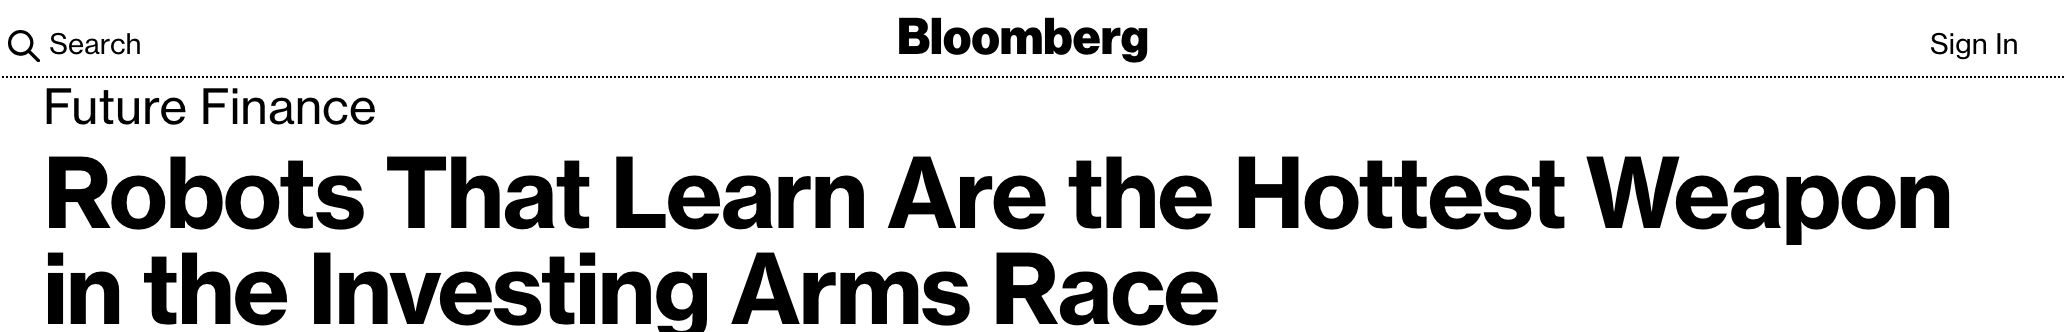 Search
Bloomberg
Sign In
Future Finance
Robots That Learn Are the Hottest Weapon
in the Investing Arms Race